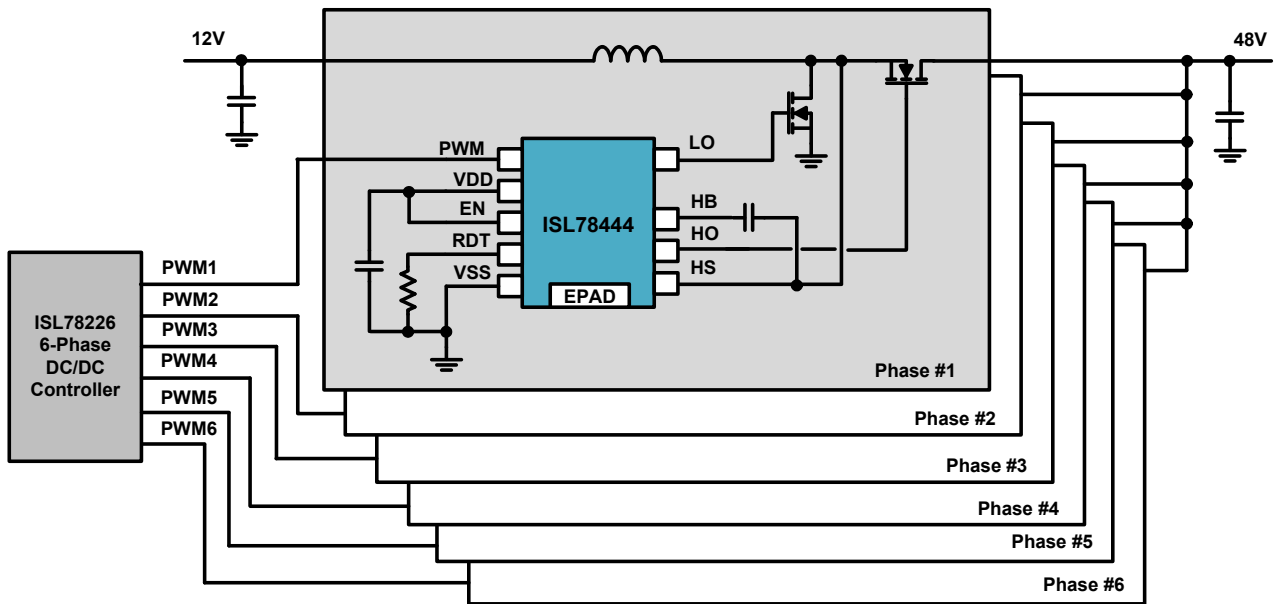 12V
48V
PWM
VDD
EN
RDT
VSS
ISL78444
EPAD
LO
HB
HO
HS
Phase #1
ISL78226
6-Phase
DC/DC
Controller
PWM1
PWM2
PWM3
PWM4
PWM5
PWM6
Phase #2
Phase #3
Phase #4
Phase #5
Phase #6